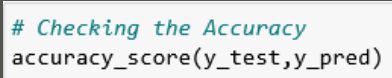 # Checking the Accuracy
accuracy_score(y_test,y_pred)